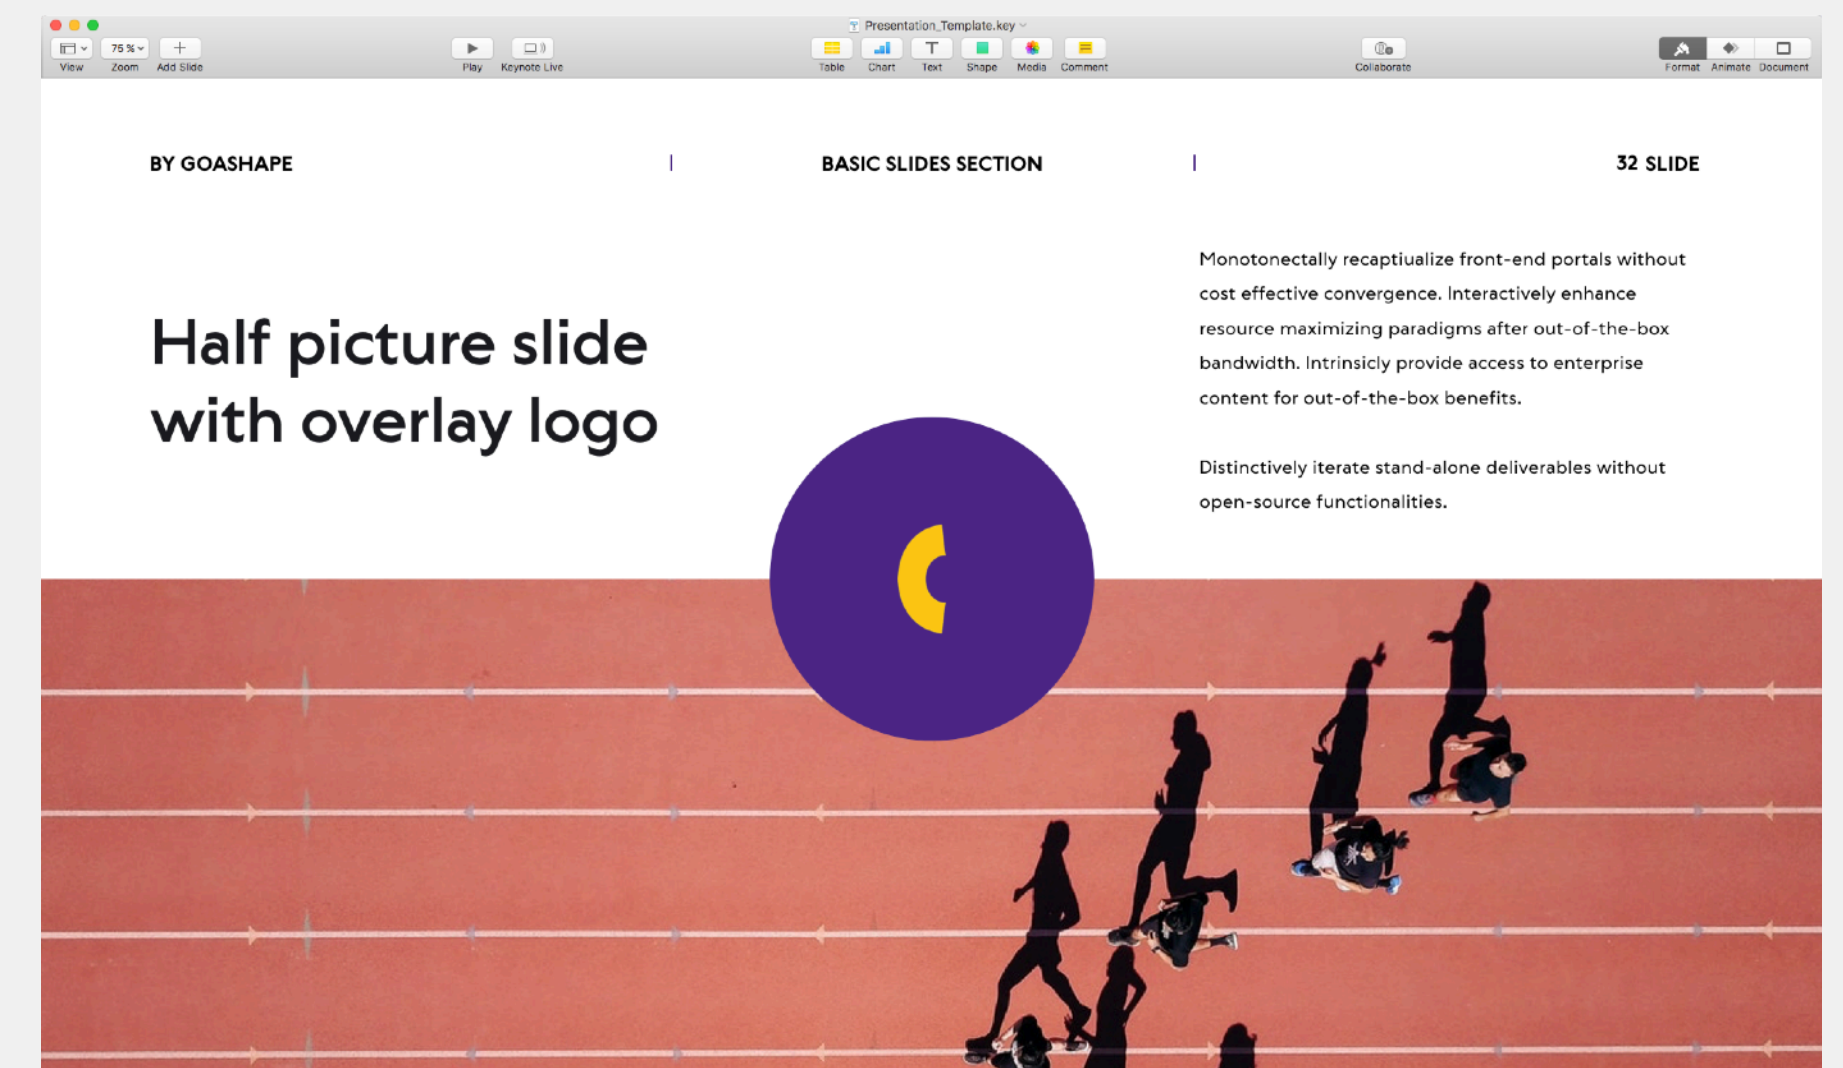 Presentation_Template.key
75 %
View Zoom Add Slide Play Keynote Live Table Chart Text Shape Media Comment Collaborate Format Animate Document
BY GOASHAPE
BASIC SLIDES SECTION
32 SLIDE
Half picture slide
with overlay logo
Monotonectally recaptiualize front-end portals without
cost effective convergence. Interactively enhance
resource maximizing paradigms after out-of-the-box
bandwidth. Intrinsicly provide access to enterprise
content for out-of-the-box benefits.
Distinctively iterate stand-alone deliverables without
open-source functionalities.